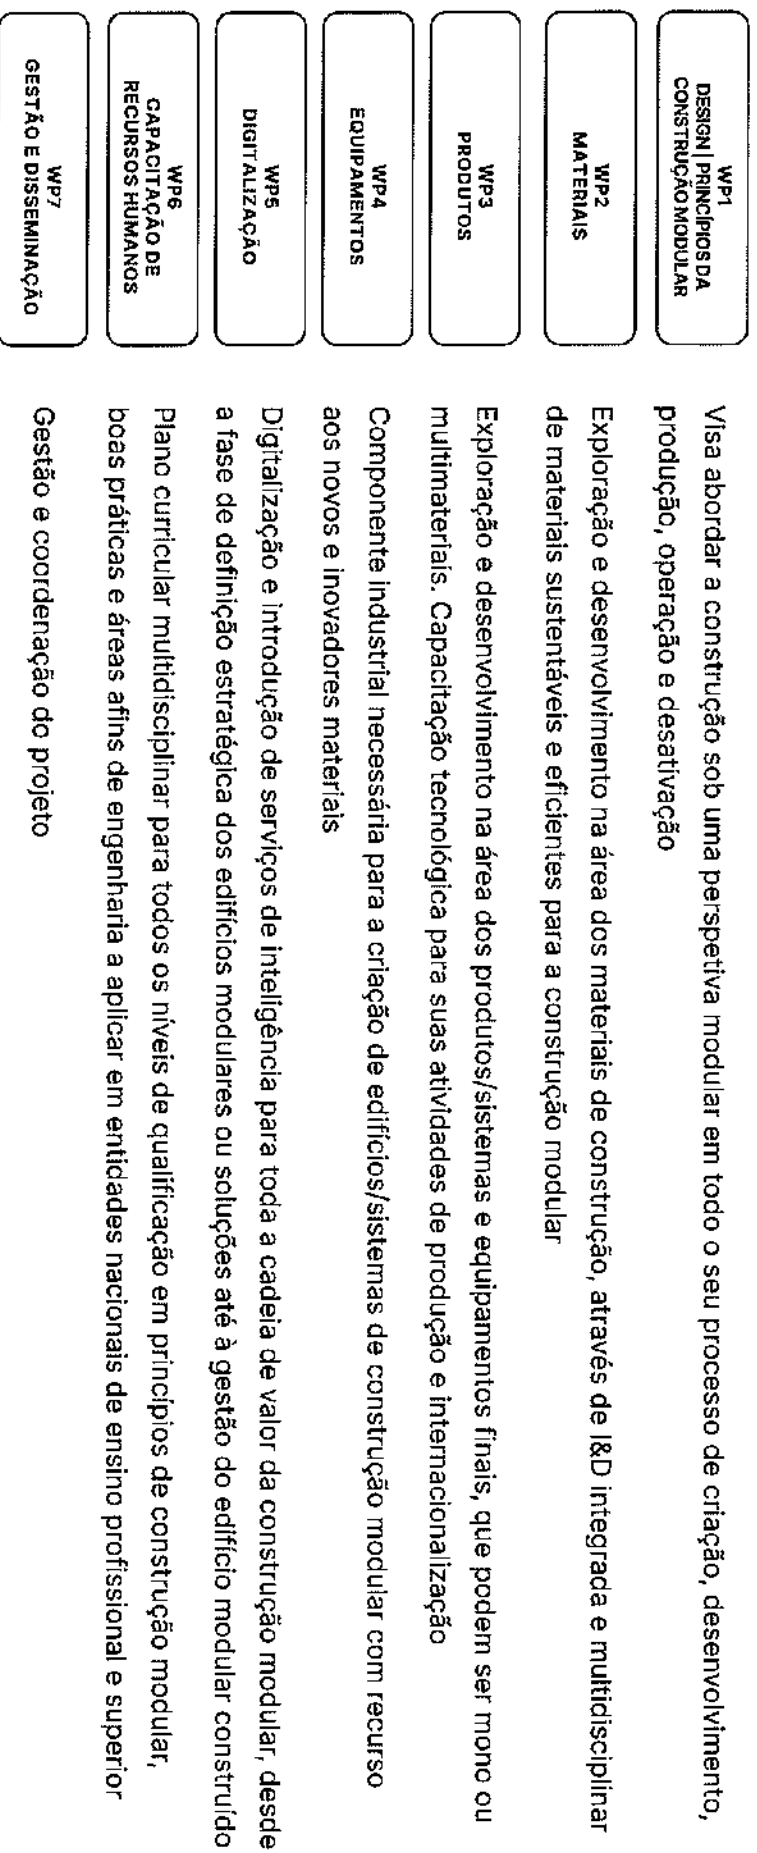 WP1
DESIGN | PRINCÍPIOS DA
CONSTRUÇÃO MODULAR
Visa abordar a construção sob uma perspetiva modular em todo o seu processo de criação, desenvolvimento,
produção, operação e desativação
WP2
MATERIAIS
Exploração e desenvolvimento na área dos materiais de construção, através de I&D integrada e multidisciplinar
de materiais sustentáveis e eficientes para a construção modular
WP3
PRODUTOS
Exploração e desenvolvimento na área dos produtos/sistemas e equipamentos finais, que podem ser mono ou
multimateriais. Capacitação tecnológica para suas atividades de produção e internacionalização
WP4
EQUIPAMENTOS
Componente industrial necessária para a criação de edifícios/sistemas de construção modular com recurso
aos novos e inovadores materiais
WP5
DIGITALIZAÇÃO
Digitalização e introdução de serviços de inteligência para toda a cadeia de valor da construção modular, desde
a fase de definição estratégica dos edifícios modulares ou soluções até à gestão do edifício modular construído
WP6
CAPACITAÇÃO DE
RECURSOS HUMANOS
Plano curricular multidisciplinar para todos os níveis de qualificação em princípios de construção modular,
boas práticas e áreas afins de engenharia a aplicar em entidades nacionais de ensino profissional e superior
WP7
GESTÃO E DISSEMINAÇÃO
Gestão e coordenação do projeto